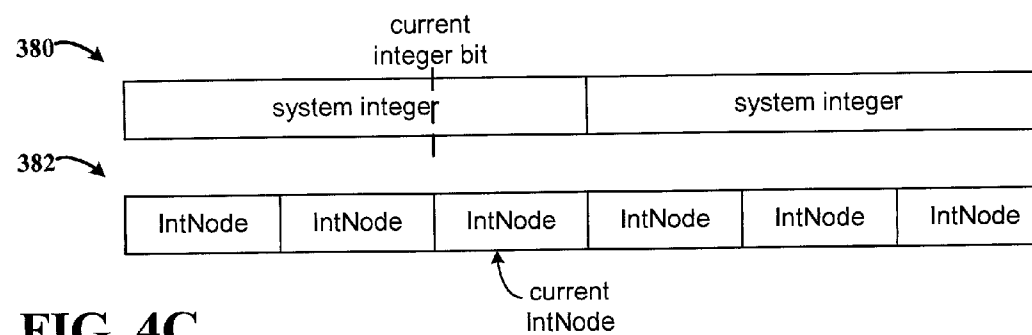 current
integer bit
380
system integer system integer
382
IntNode IntNode IntNode IntNode IntNode IntNode
current
IntNode
FIG. 4C